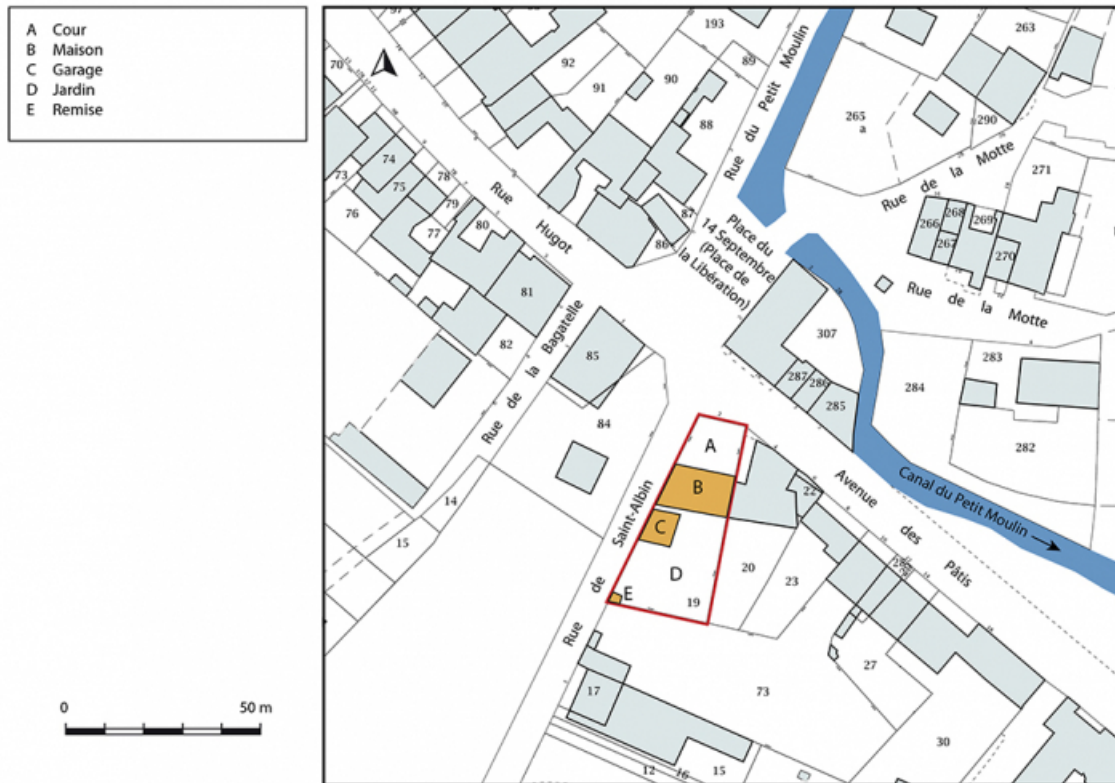 A Cour
B Maison
C Garage
D Jardin
E Remise
0 50 m
193
263
92
90
89
91
88
265
a
290
Rue du Petit Moulin
Rue de la Motte
271
70
74
73
75
78
76
79
77
80
Rue Hugot
87
86
Place du
14 Septembre
(Place de
la Libération)
266
268
269
267
270
Rue de la Motte
81
82
85
Rue de la Bagatelle
307
287
286
285
284
283
282
84
A
B
C
D
E
19
Rue de Saint-Albin
22
Avenue des Pâtis
Canal du Petit Moulin
14
15
20
23
27
73
17
30
12
16
15